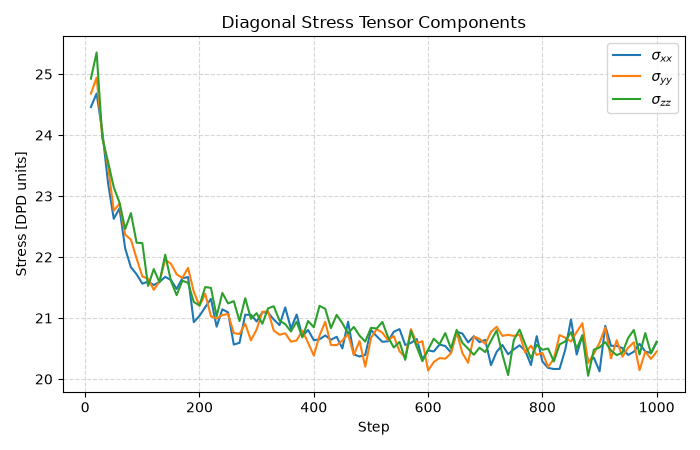 Diagonal Stress Tensor Components
Stress [DPD units]
25
24
23
22
21
20
σxx
σyy
σzz
0 200 400 600 800 1000
Step